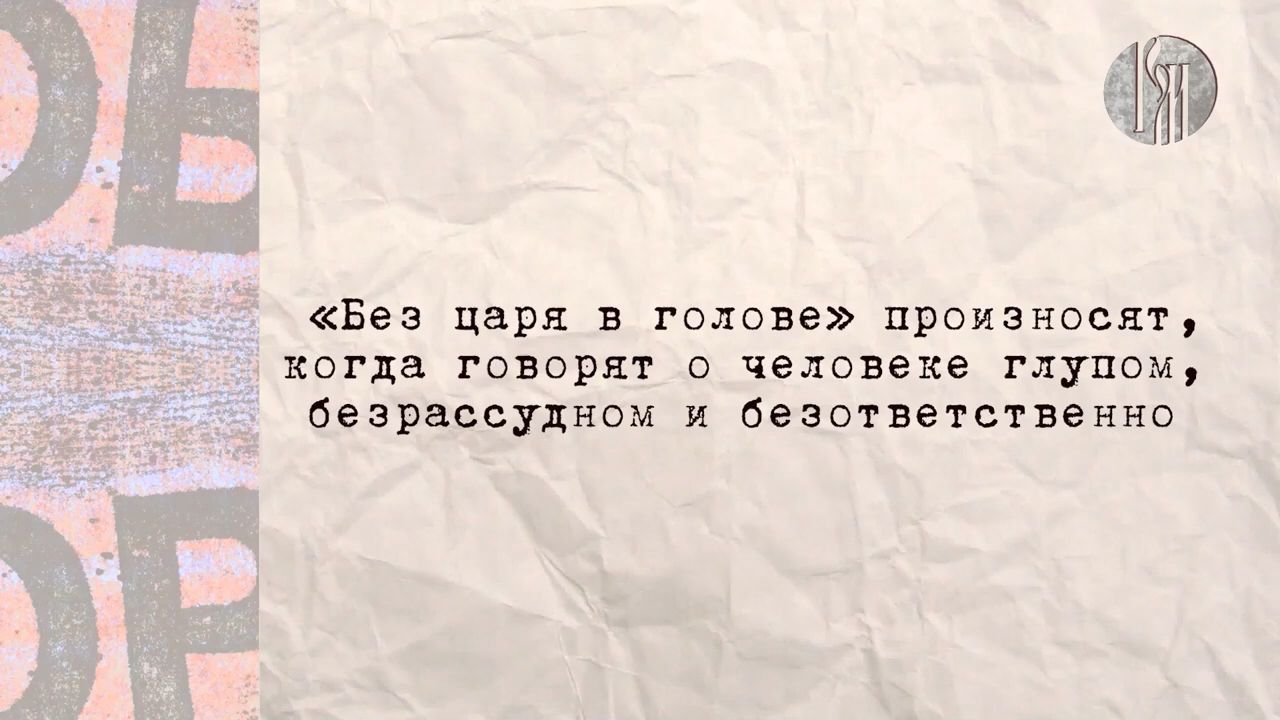 «Без царя в голове» произносят,
когда говорят о человеке глупом,
безрассудном и безответственно